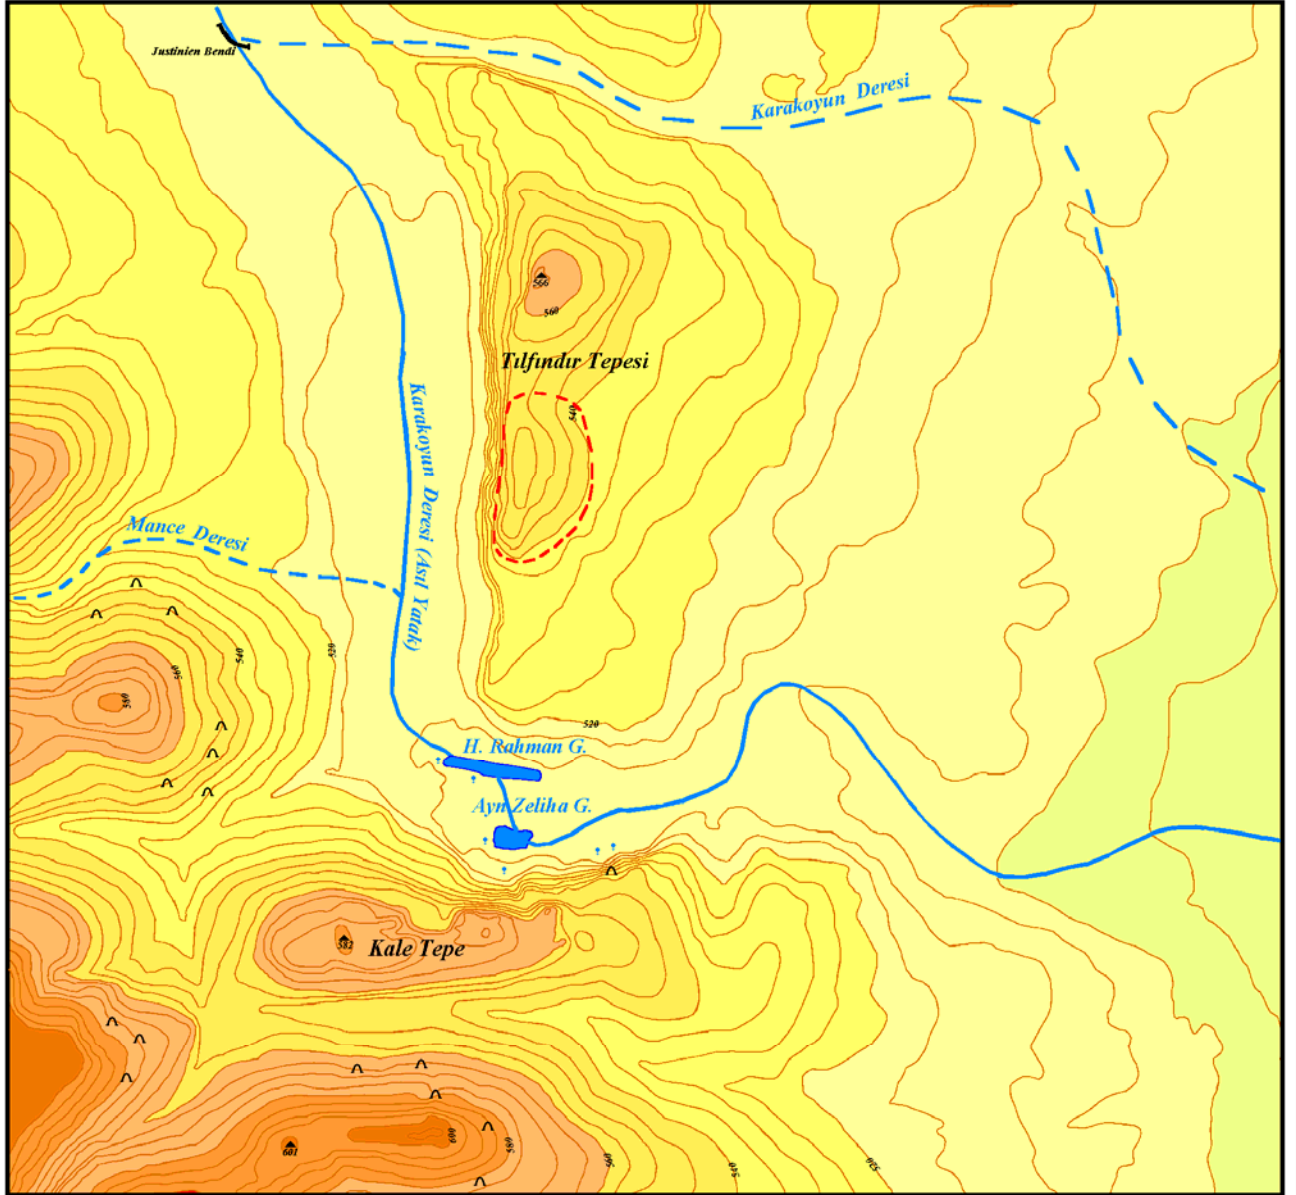 Justinien Bendi
Karakoyun Deresi
566
560
Tılfındır Tepesi
540
Karakoyun Deresi (Asıl Yatak)
Mance Deresi
520
540
560
580
520
H. Rahman G.
Ayn Zeliha G.
582
Kale Tepe
601
600
580
560
540
520